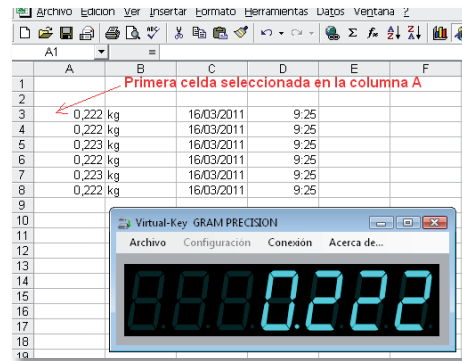 Archivo Edición Ver Insertar Formato Herramientas Datos Ventana ?
A1 =
A B C D E F
1 Primera celda seleccionada en la columna A
2
3 0,222 kg 16/03/2011 9:25
4 0,222 kg 16/03/2011 9:25
5 0,223 kg 16/03/2011 9:25
6 0,222 kg 16/03/2011 9:25
7 0,223 kg 16/03/2011 9:25
8 0,222 kg 16/03/2011 9:25
9
10
11
12
13
14
15
16
17
18
19
Virtual-Key GRAM PRECISION
Archivo Configuración Conexión Acerca de...
0.222